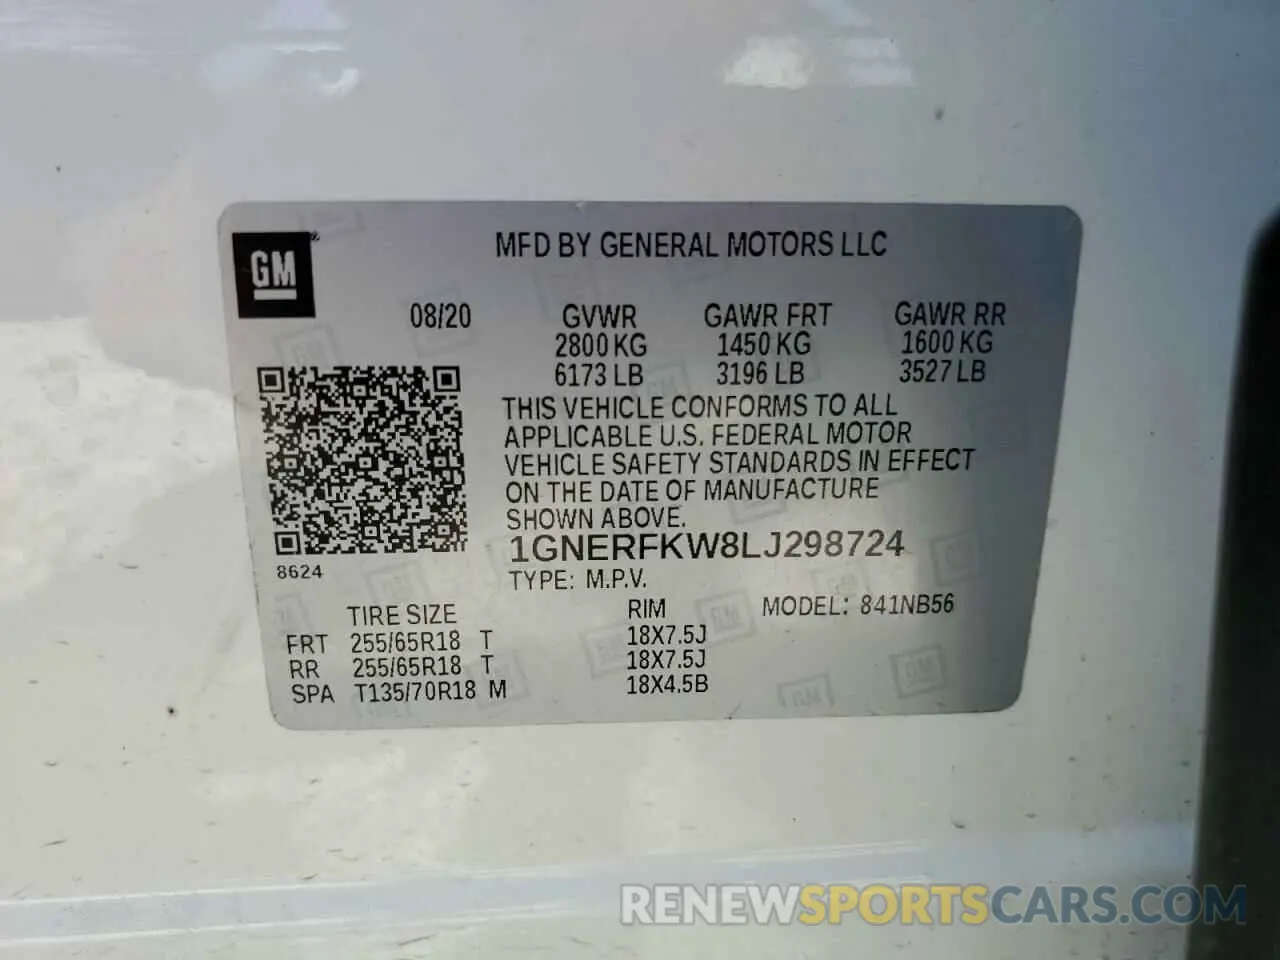 GM®
MFD BY GENERAL MOTORS LLC
08/20 GVWR GAWR FRT GAWR RR
2800 KG 1450 KG 1600 KG
6173 LB 3196 LB 3527 LB
THIS VEHICLE CONFORMS TO ALL
APPLICABLE U.S. FEDERAL MOTOR
VEHICLE SAFETY STANDARDS IN EFFECT
ON THE DATE OF MANUFACTURE
SHOWN ABOVE.
1GNERFKW8LJ298724
8624
TYPE: M.P.V.
TIRE SIZE RIM MODEL: 841NB56
FRT 255/65R18 T 18X7.5J
RR 255/65R18 T 18X7.5J
SPA T135/70R18 M 18X4.5B
RENEWSPORTSCARS.COM